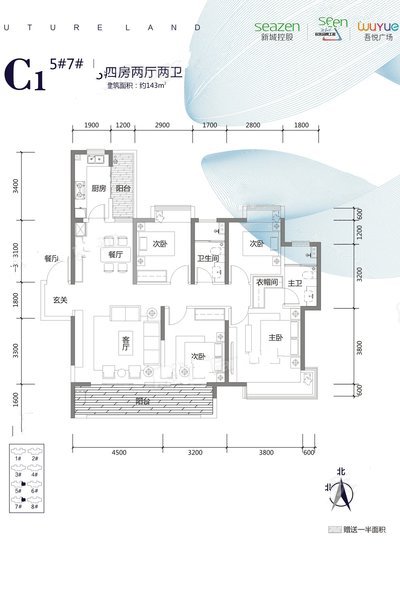 UTURE LAND
seazen
新城控股
seen
wuyue
吾悦广场
C1 5#7# 四房两厅两卫
建筑面积：约143m²
1900 1200 2900 1700 2800 1800
3400
3100
1800
3300
1600
600
1200
3200
3800
600
厨房
阳台
餐厅
次卧
卫生间
次卧
衣帽间
主卫
餐厅
玄关
客厅
次卧
主卧
阳台
4500 3200 3800 600
1# 2#
3# 4#
5# 6#
7# 8#
北
北
赠送一半面积